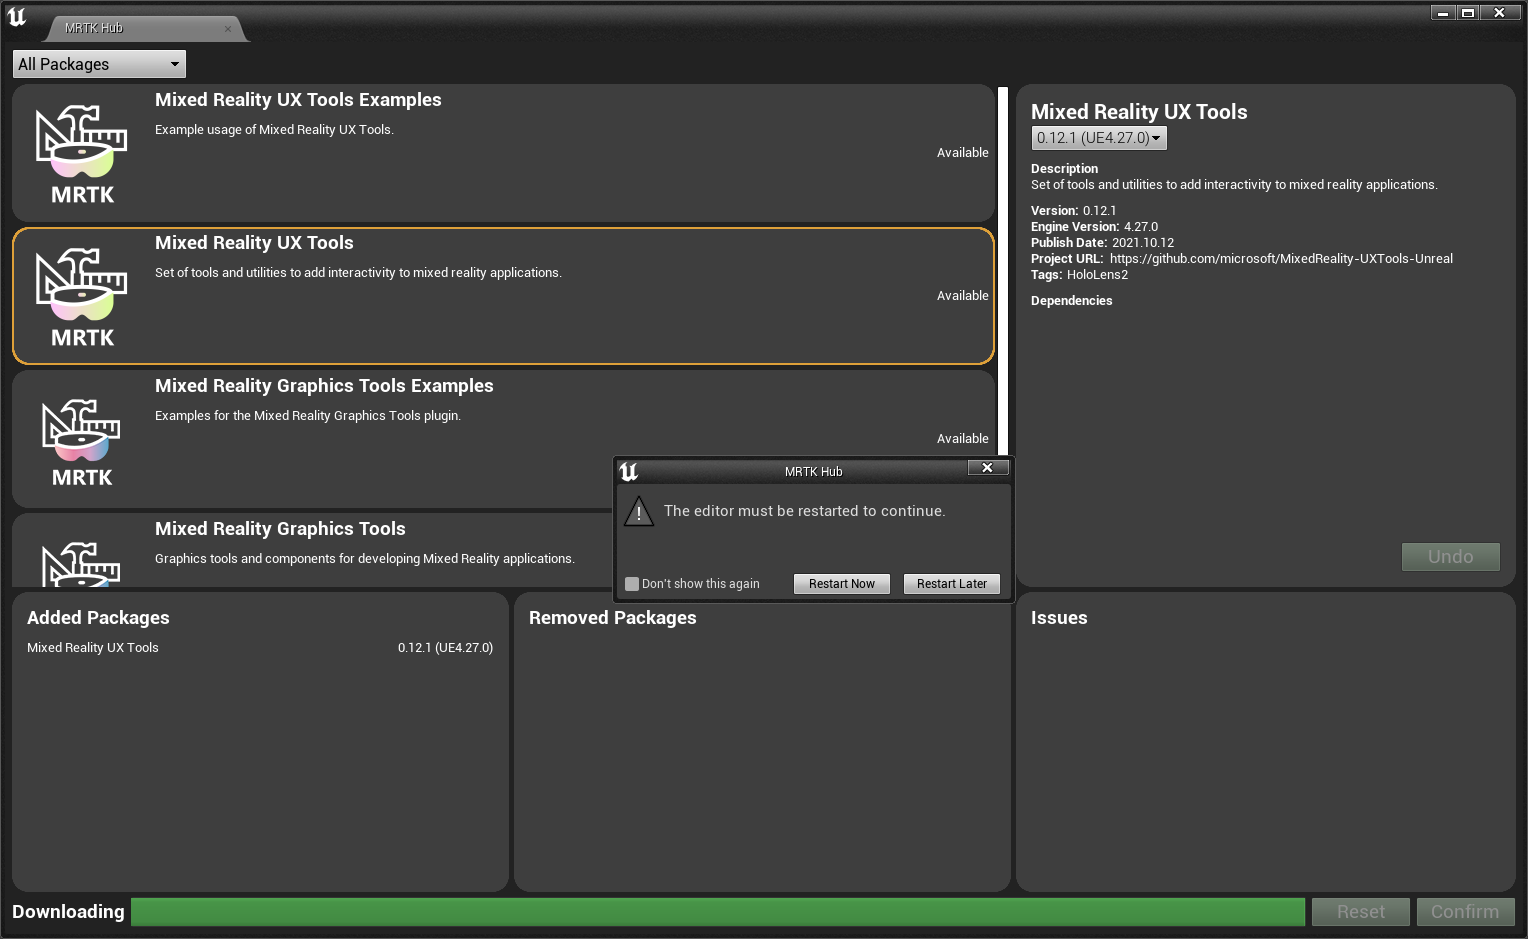 MRTK Hub
All Packages
Mixed Reality UX Tools Examples
Example usage of Mixed Reality UX Tools.
Available
MRTK
Mixed Reality UX Tools
Set of tools and utilities to add interactivity to mixed reality applications.
Available
MRTK
Mixed Reality Graphics Tools Examples
Examples for the Mixed Reality Graphics Tools plugin.
Available
MRTK
Mixed Reality Graphics Tools
Graphics tools and components for developing Mixed Reality applications.
Mixed Reality UX Tools
0.12.1 (UE4.27.0)
Description
Set of tools and utilities to add interactivity to mixed reality applications.
Version: 0.12.1
Engine Version: 4.27.0
Publish Date: 2021.10.12
Project URL: https://github.com/microsoft/MixedReality-UXTools-Unreal
Tags: HoloLens2
Dependencies
Undo
MRTK Hub
The editor must be restarted to continue.
Don't show this again
Restart Now
Restart Later
Added Packages
Mixed Reality UX Tools 0.12.1 (UE4.27.0)
Removed Packages
Issues
Downloading
Reset
Confirm